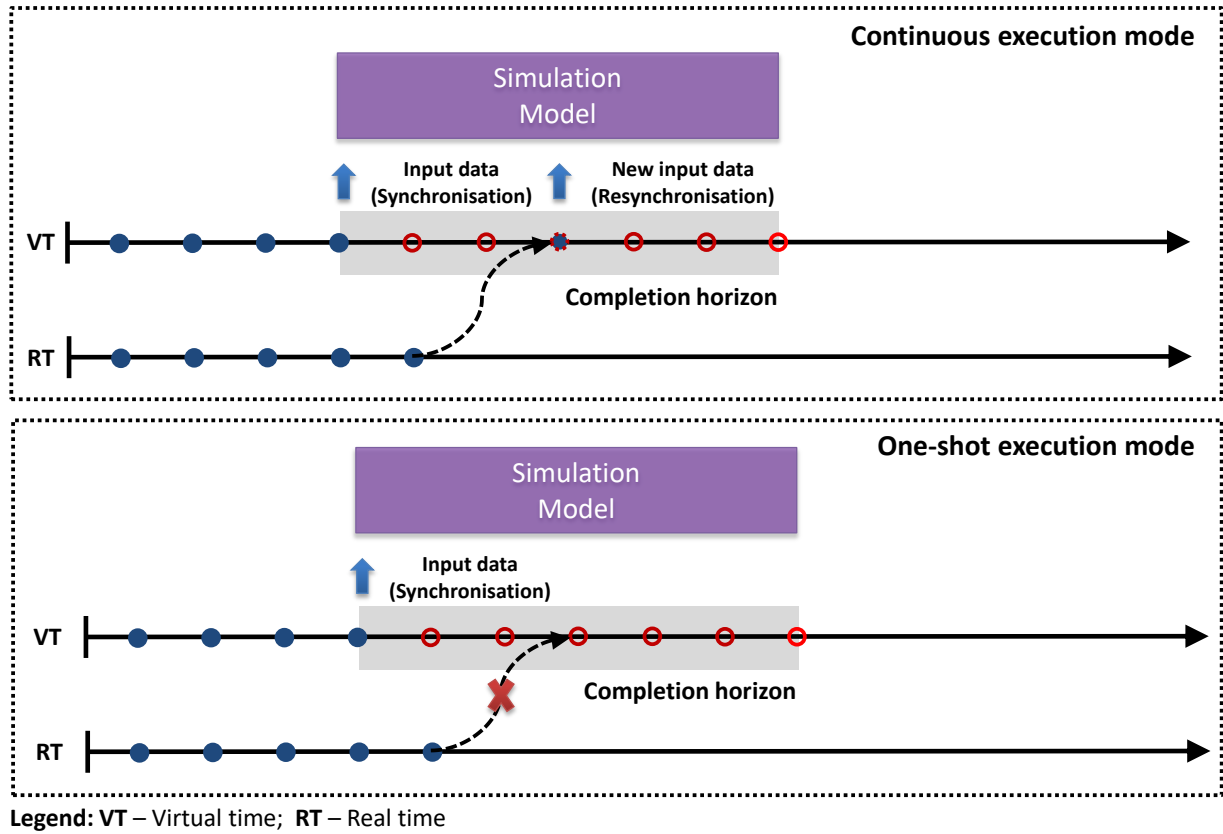 Continuous execution mode
Simulation
Model
Input data
(Synchronisation)
New input data
(Resynchronisation)
VT
Completion horizon
RT
One-shot execution mode
Simulation
Model
Input data
(Synchronisation)
VT
Completion horizon
RT
Legend: VT – Virtual time; RT – Real time